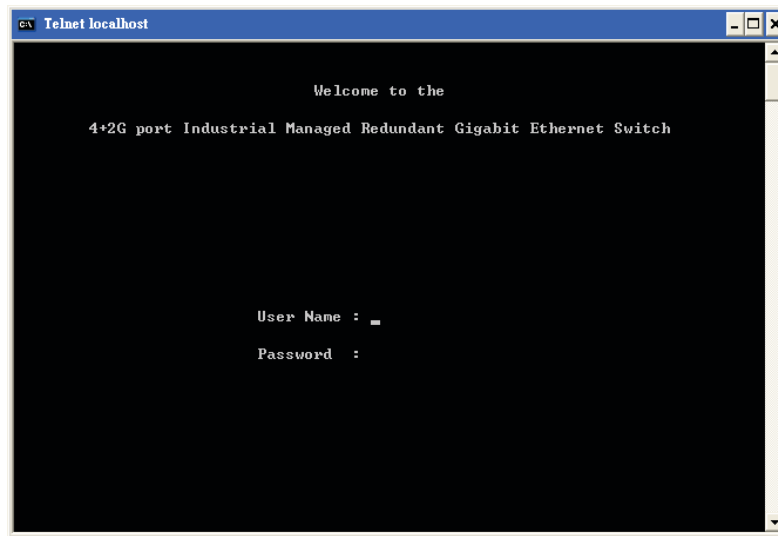 Telnet localhost
Welcome to the
4+2G port Industrial Managed Redundant Gigabit Ethernet Switch
User Name : _
Password :